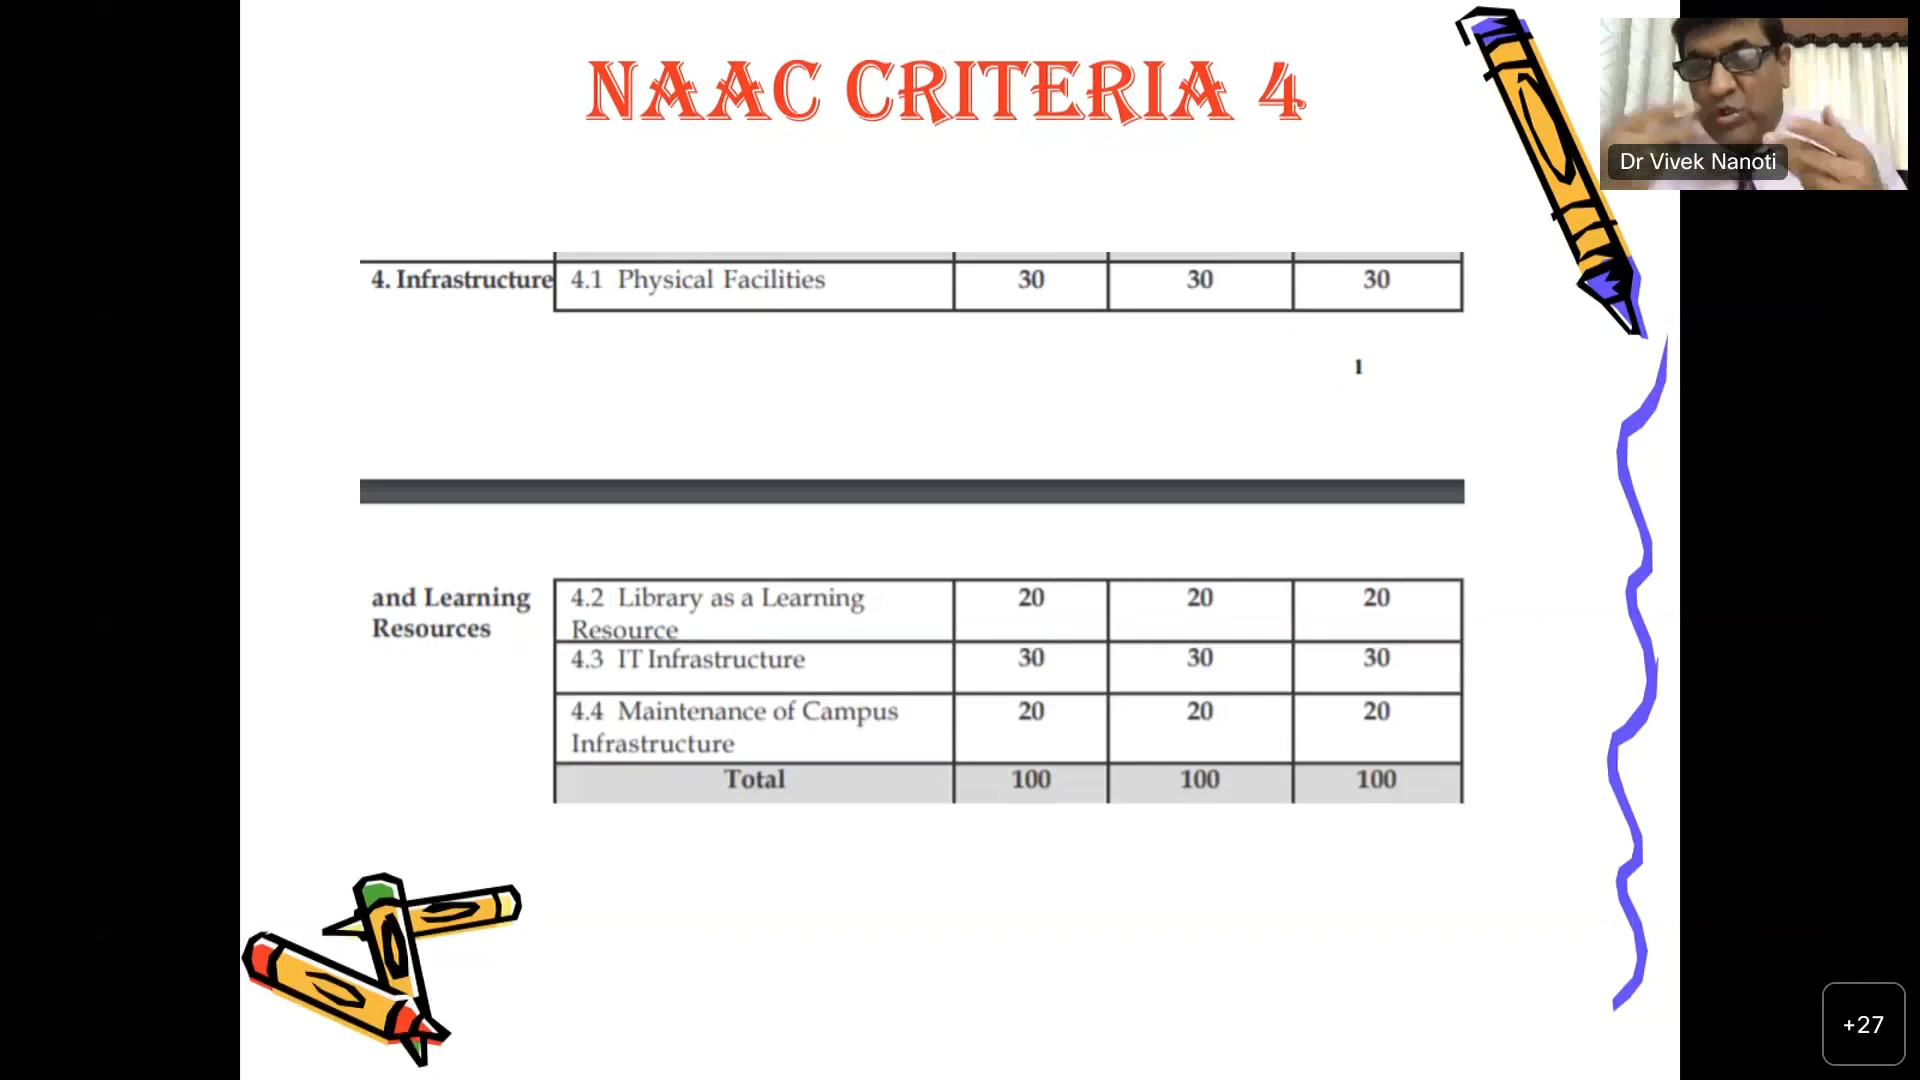 NAAC CRITERIA 4
Dr Vivek Nanoti
4. Infrastructure 4.1 Physical Facilities 30 30 30
1
and Learning Resources 4.2 Library as a Learning Resource 20 20 20
4.3 IT Infrastructure 30 30 30
4.4 Maintenance of Campus Infrastructure 20 20 20
Total 100 100 100
+27